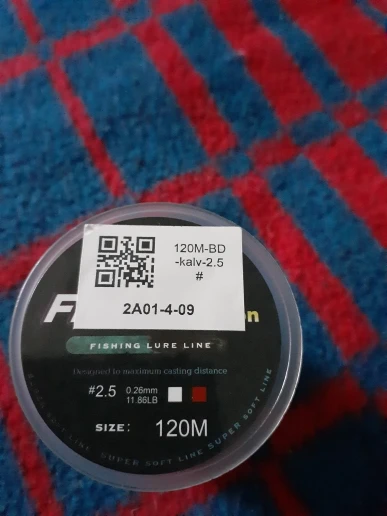 120M-BD
-kalv-2.5
#
2A01-4-09
FISHING LURE LINE
Designed to maximum casting distance
#2.5 0.26mm
11.86LB
SIZE: 120M
SUPER SOFT LINE SUPER SOFT LINE